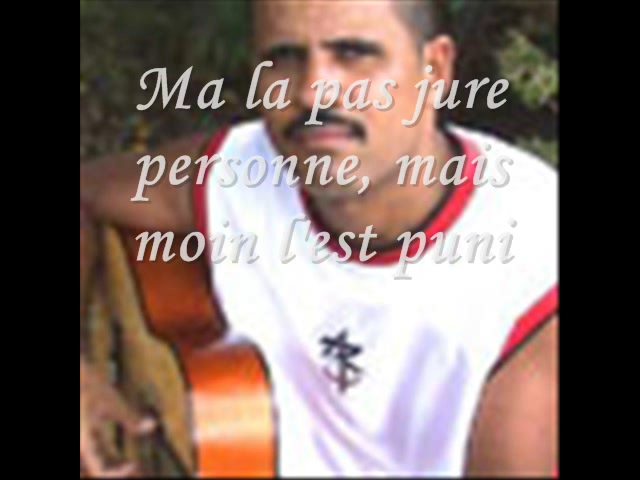 Ma la pas jure
personne, mais
moin l'est puni